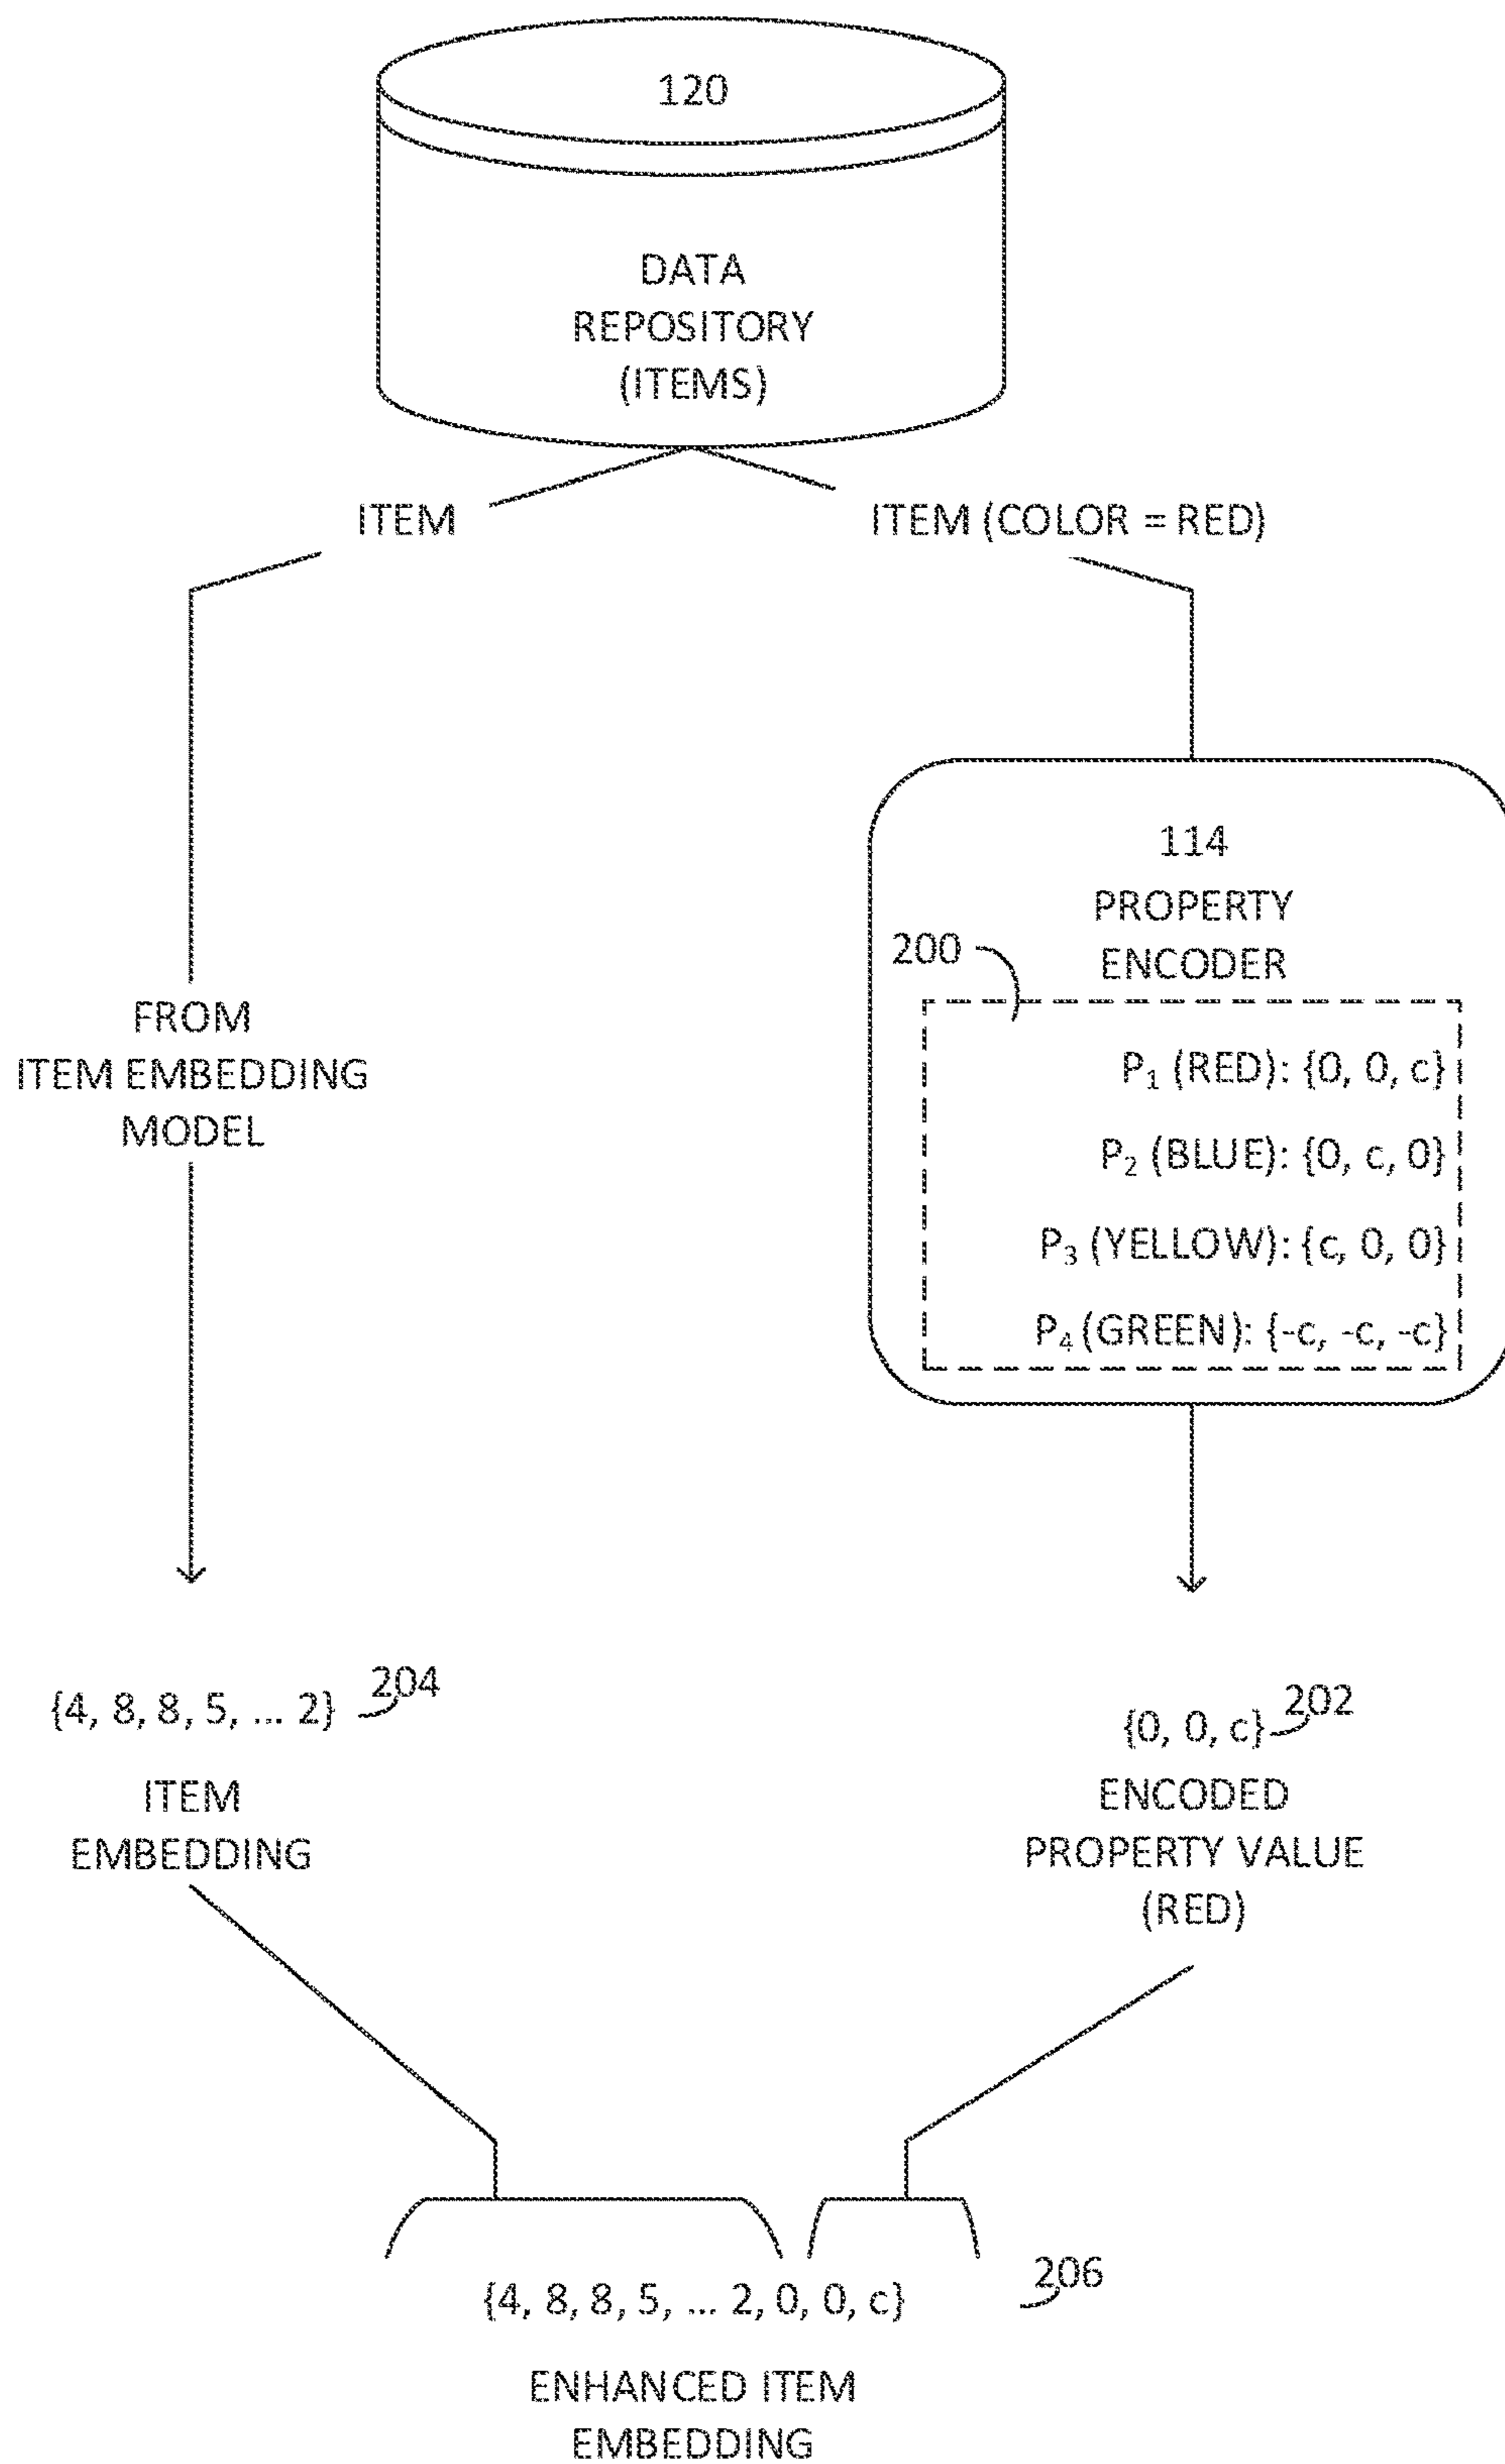 120
DATA
REPOSITORY
(ITEMS)
ITEM
ITEM (COLOR = RED)
114
PROPERTY
ENCODER
200
P₁ (RED): {0, 0, c}
P₂ (BLUE): {0, c, 0}
P₃ (YELLOW): {c, 0, 0}
P₄ (GREEN): {-c, -c, -c}
FROM
ITEM EMBEDDING
MODEL
{4, 8, 8, 5, ... 2}
204
ITEM
EMBEDDING
{0, 0, c}
202
ENCODED
PROPERTY VALUE
(RED)
{4, 8, 8, 5, ... 2, 0, 0, c}
206
ENHANCED ITEM
EMBEDDING